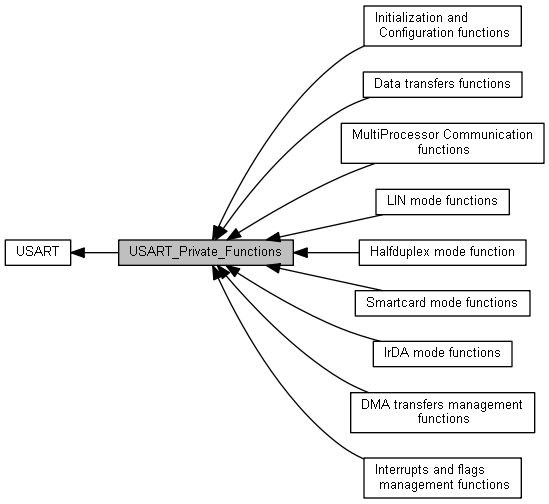 Initialization and
Configuration functions
Data transfers functions
MultiProcessor Communication
functions
LIN mode functions
USART
USART_Private_Functions
Halfduplex mode function
Smartcard mode functions
IrDA mode functions
DMA transfers management
functions
Interrupts and flags
management functions